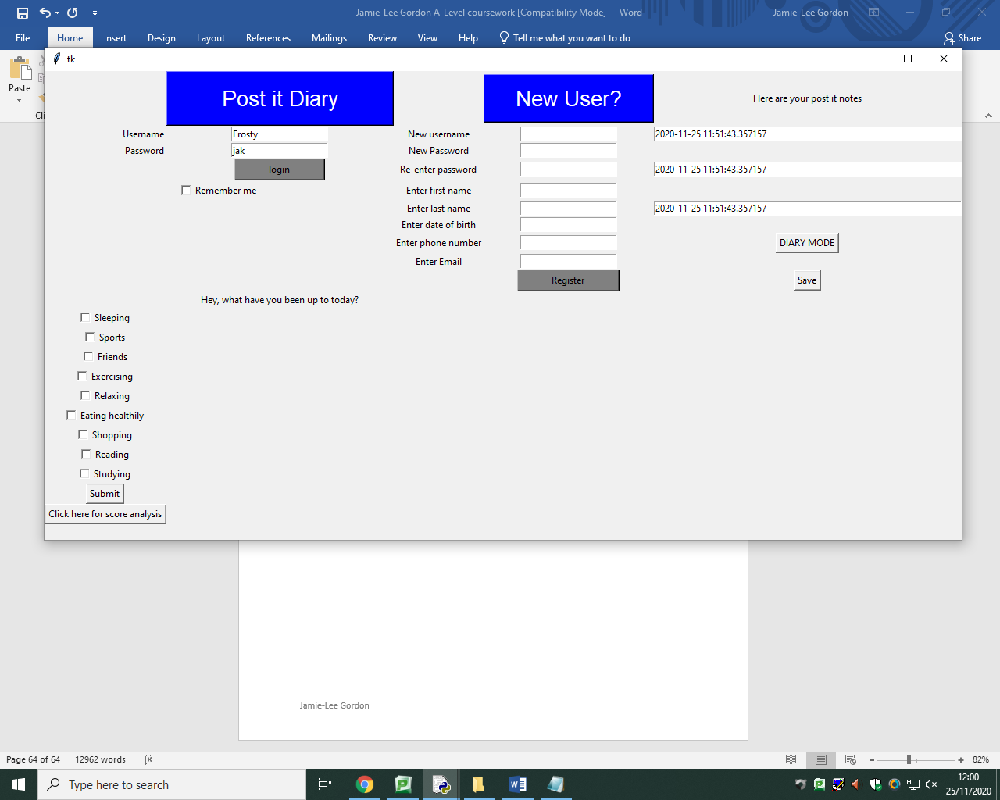 Jamie-Lee Gordon A-Level coursework [Compatibility Mode] - Word
Jamie-Lee Gordon
File Home Insert Design Layout References Mailings Review View Help Tell me what you want to do Share
tk
Paste
Post it Diary
New User?
Here are your post it notes
Username Frosty New username 2020-11-25 11:51:43.357157
Password jak New Password
login Re-enter password 2020-11-25 11:51:43.357157
Remember me Enter first name
Enter last name 2020-11-25 11:51:43.357157
Enter date of birth
Enter phone number DIARY MODE
Enter Email
Register Save
Hey, what have you been up to today?
Sleeping
Sports
Friends
Exercising
Relaxing
Eating healthily
Shopping
Reading
Studying
Submit
Click here for score analysis
Jamie-Lee Gordon
Page 64 of 64 12962 words 82%
Type here to search
12:00
25/11/2020